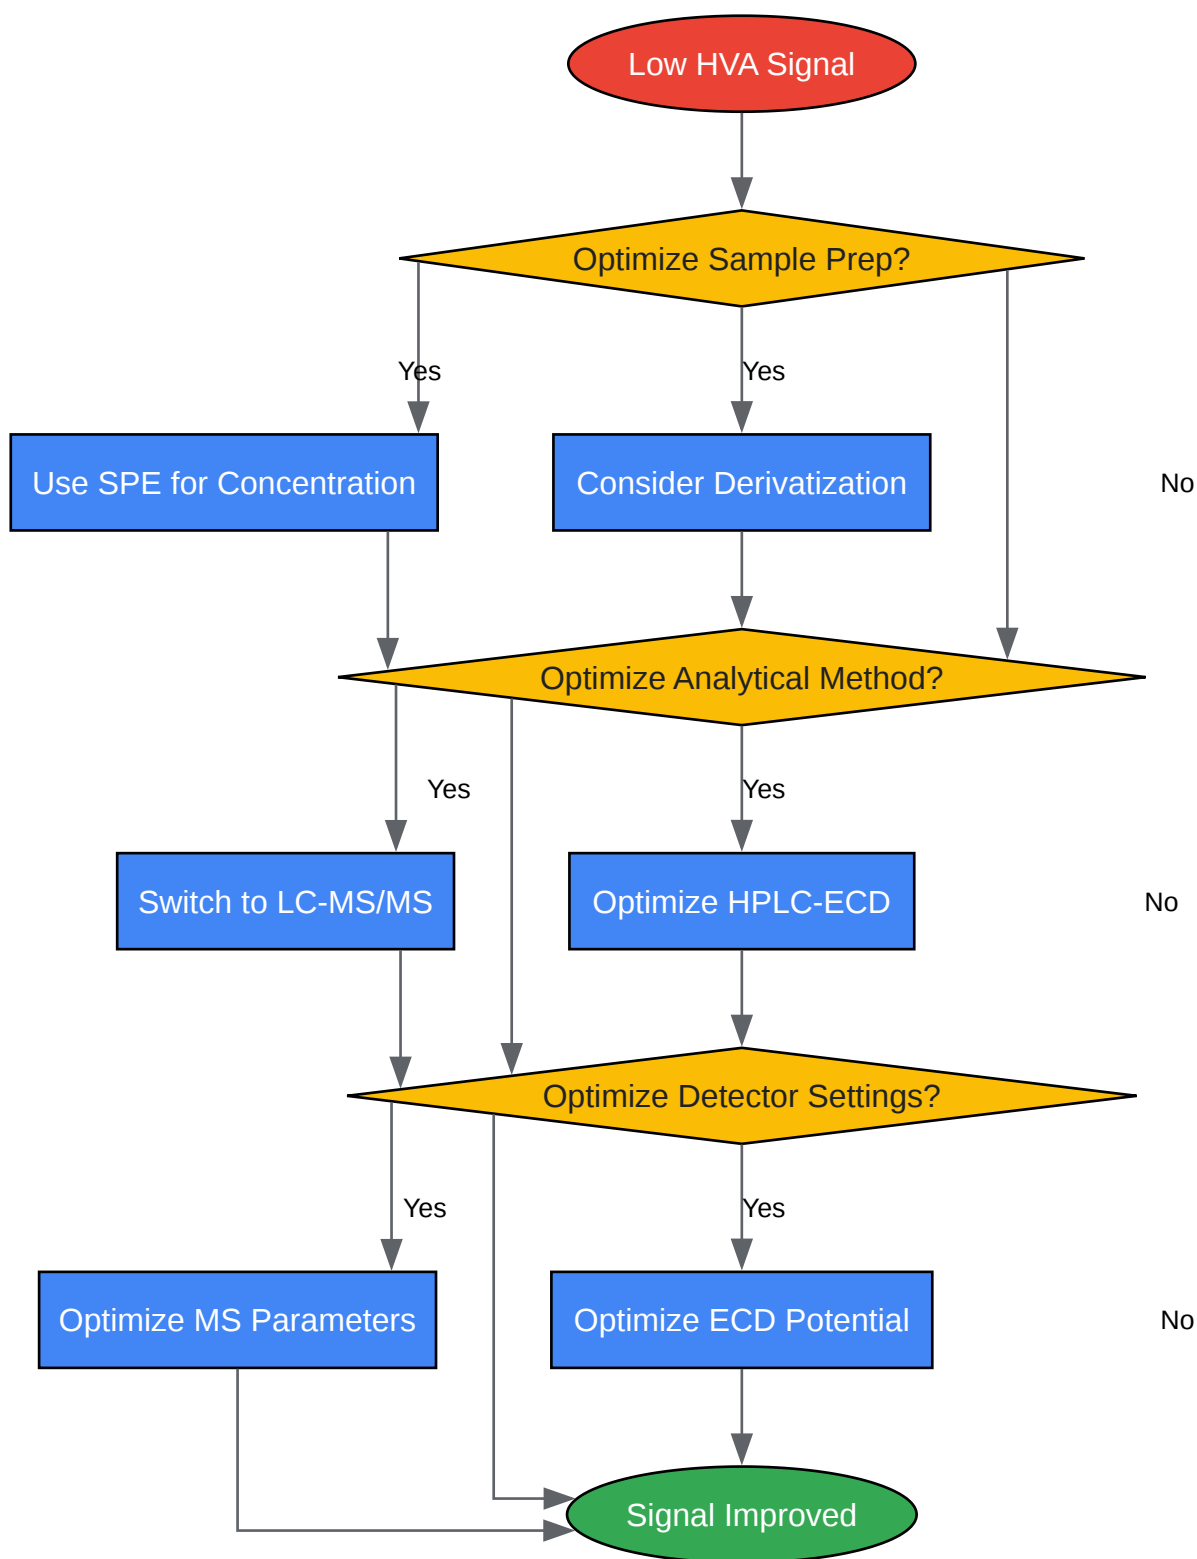 Low HVA Signal
Optimize Sample Prep?
Yes
Yes
Use SPE for Concentration
Consider Derivatization
No
Optimize Analytical Method?
Yes
Yes
Switch to LC-MS/MS
Optimize HPLC-ECD
No
Optimize Detector Settings?
Yes
Yes
Optimize MS Parameters
Optimize ECD Potential
No
Signal Improved